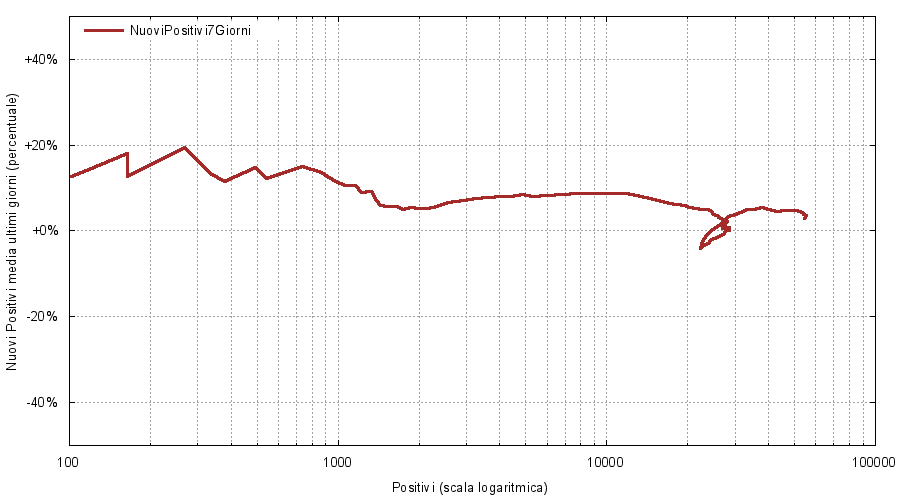 NuoviPositivi7Giorni
+40%
+20%
+0%
-20%
-40%
Nuovi Positivi media ultimi giorni (percentuale)
100 1000 10000 100000
Positivi (scala logaritmica)